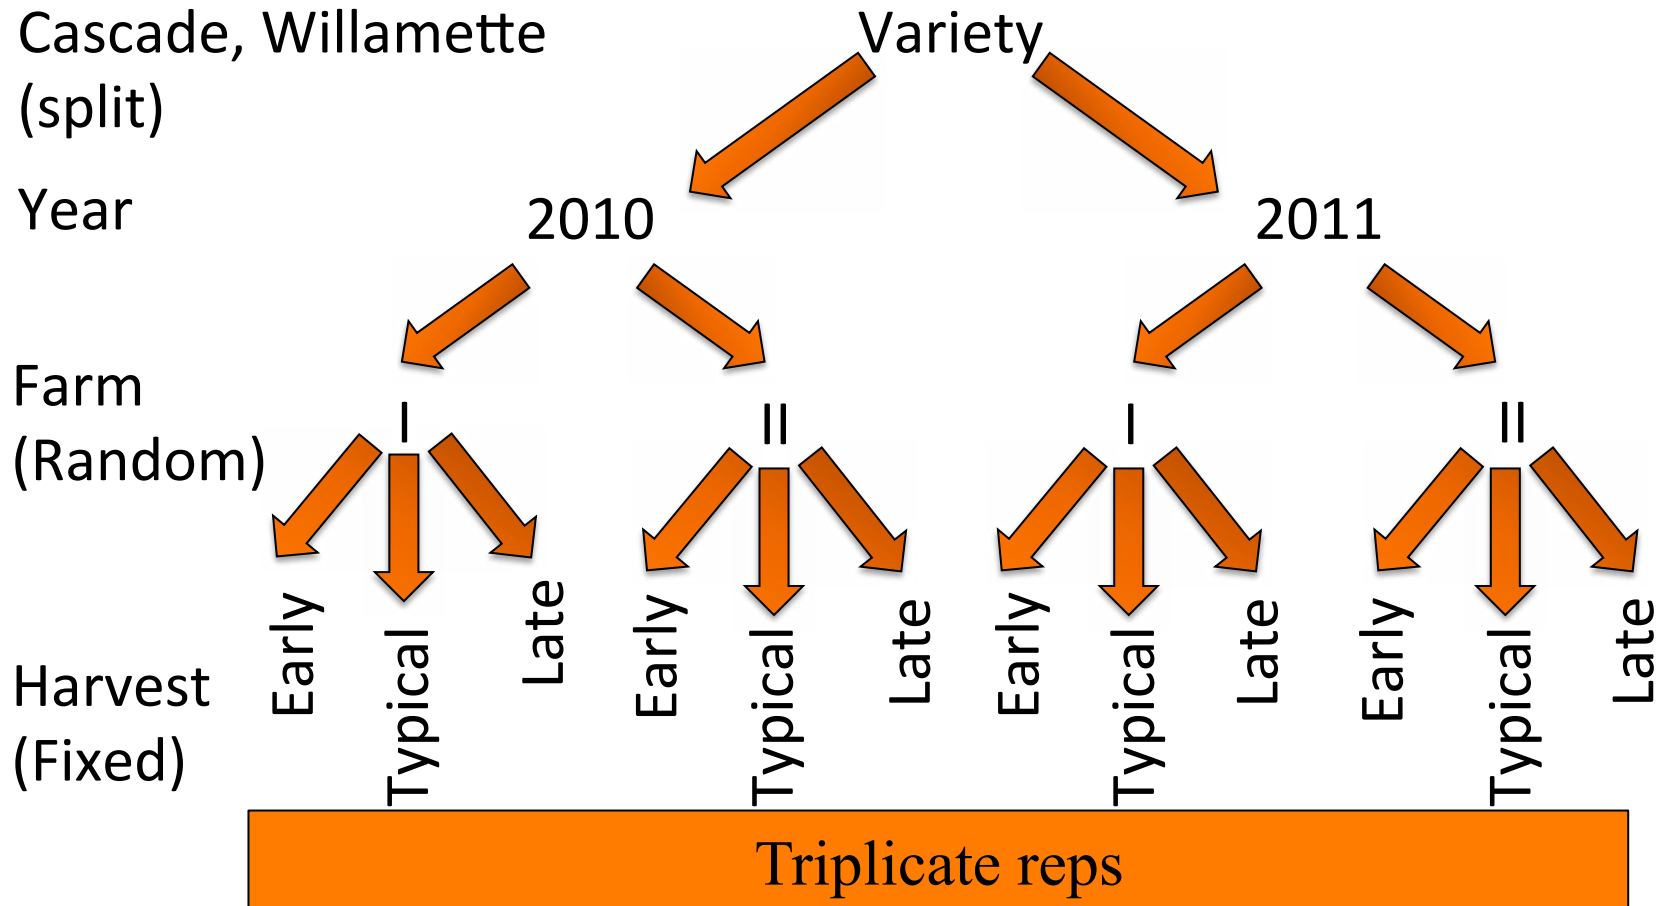 Cascade, Willamette
(split)
Variety
Year
2010
2011
Farm
(Random)
I
II
I
II
Harvest
(Fixed)
Early
Typical
Late
Early
Typical
Late
Early
Typical
Late
Early
Typical
Late
Triplicate reps